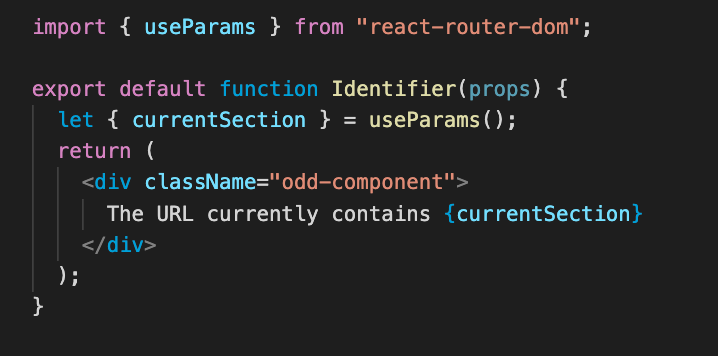 import { useParams } from "react-router-dom";

export default function Identifier(props) {
  let { currentSection } = useParams();
  return (
    <div className="odd-component">
      The URL currently contains {currentSection}
    </div>
  );
}